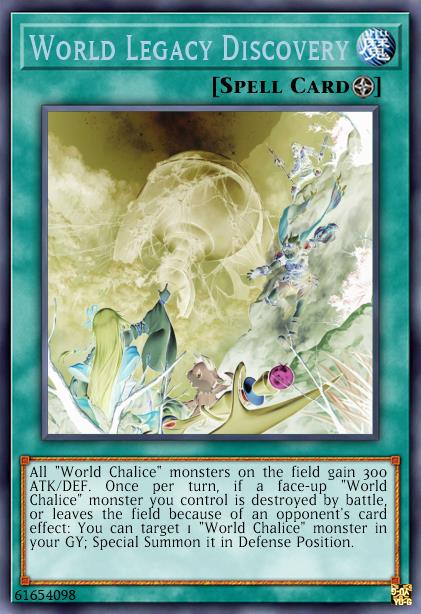 World Legacy Discovery
魔
[Spell Card]
All "World Chalice" monsters on the field gain 300
ATK/DEF. Once per turn, if a face-up "World
Chalice" monster you control is destroyed by battle,
or leaves the field because of an opponent's card
effect: You can target 1 "World Chalice" monster in
your GY; Special Summon it in Defense Position.
61654098